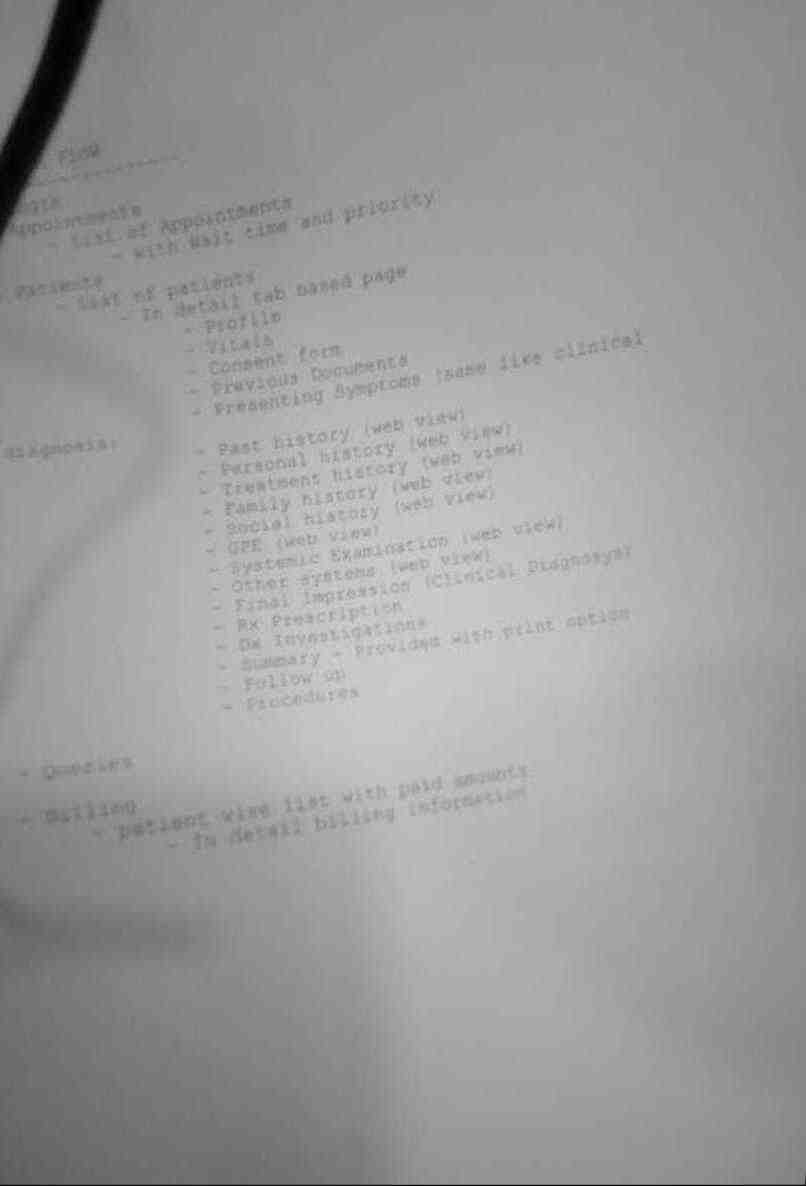 FLOW
--------------------
Appointments
- List of Appointments
- with Wait time and priority
Patients
- List of patients
- In detail tab based page
- Profile
- Vitals
- Consent form
- Previous Documents
- Presenting Symptoms (same like clinical
diagnosis)
- Past history (web view)
- Personal history (web view)
- Treatment history (web view)
- Family history (web view)
- Social history (web view)
- GPE (web view)
- Systemic Examination (web view)
- Other systems (web view)
- Final Impression (Clinical Diagnosys)
- Rx Prescription
- Dx Investigations
- Summary - Provided with print option
- Follow up
- Procedures
- Queries
- Billing
- patient wise list with paid amounts
- In detail billing information